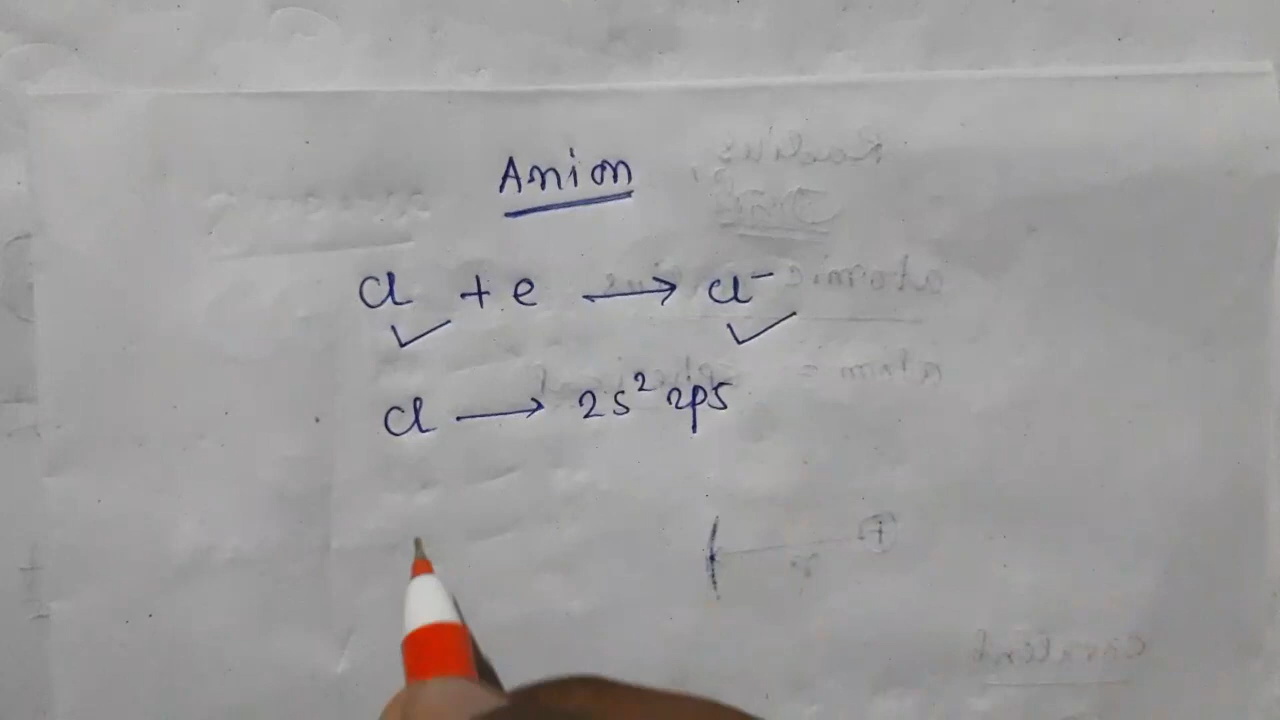 Anion
Cl + e → Cl⁻
Cl → 2s² 2p5